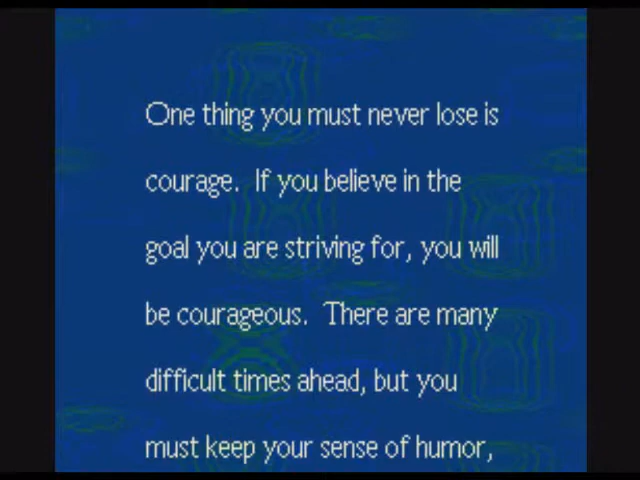 One thing you must never lose is
courage.  If you believe in the
goal you are striving for, you will
be courageous.  There are many
difficult times ahead, but you
must keep your sense of humor,